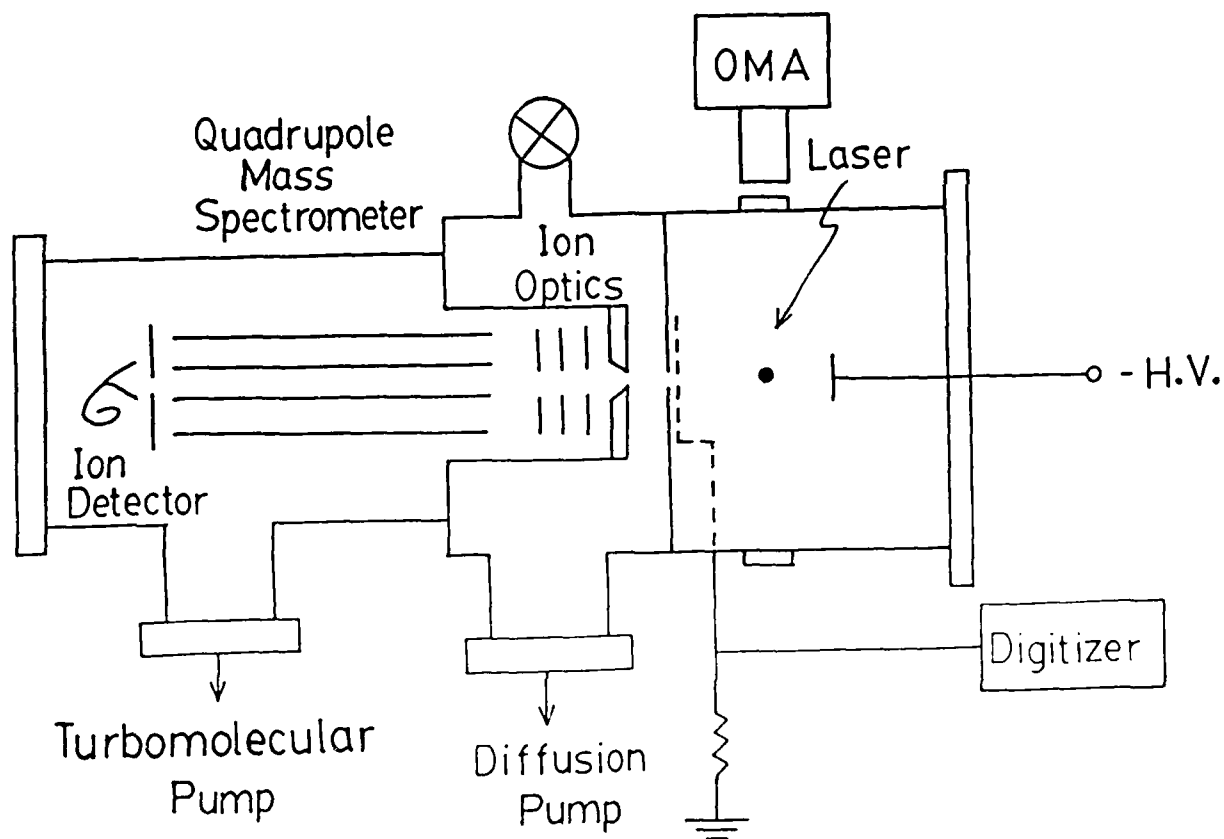 OMA
Laser
Quadrupole
Mass
Spectrometer
Ion
Optics
- H.V.
Ion
Detector
Digitizer
Turbomolecular
Pump
Diffusion
Pump